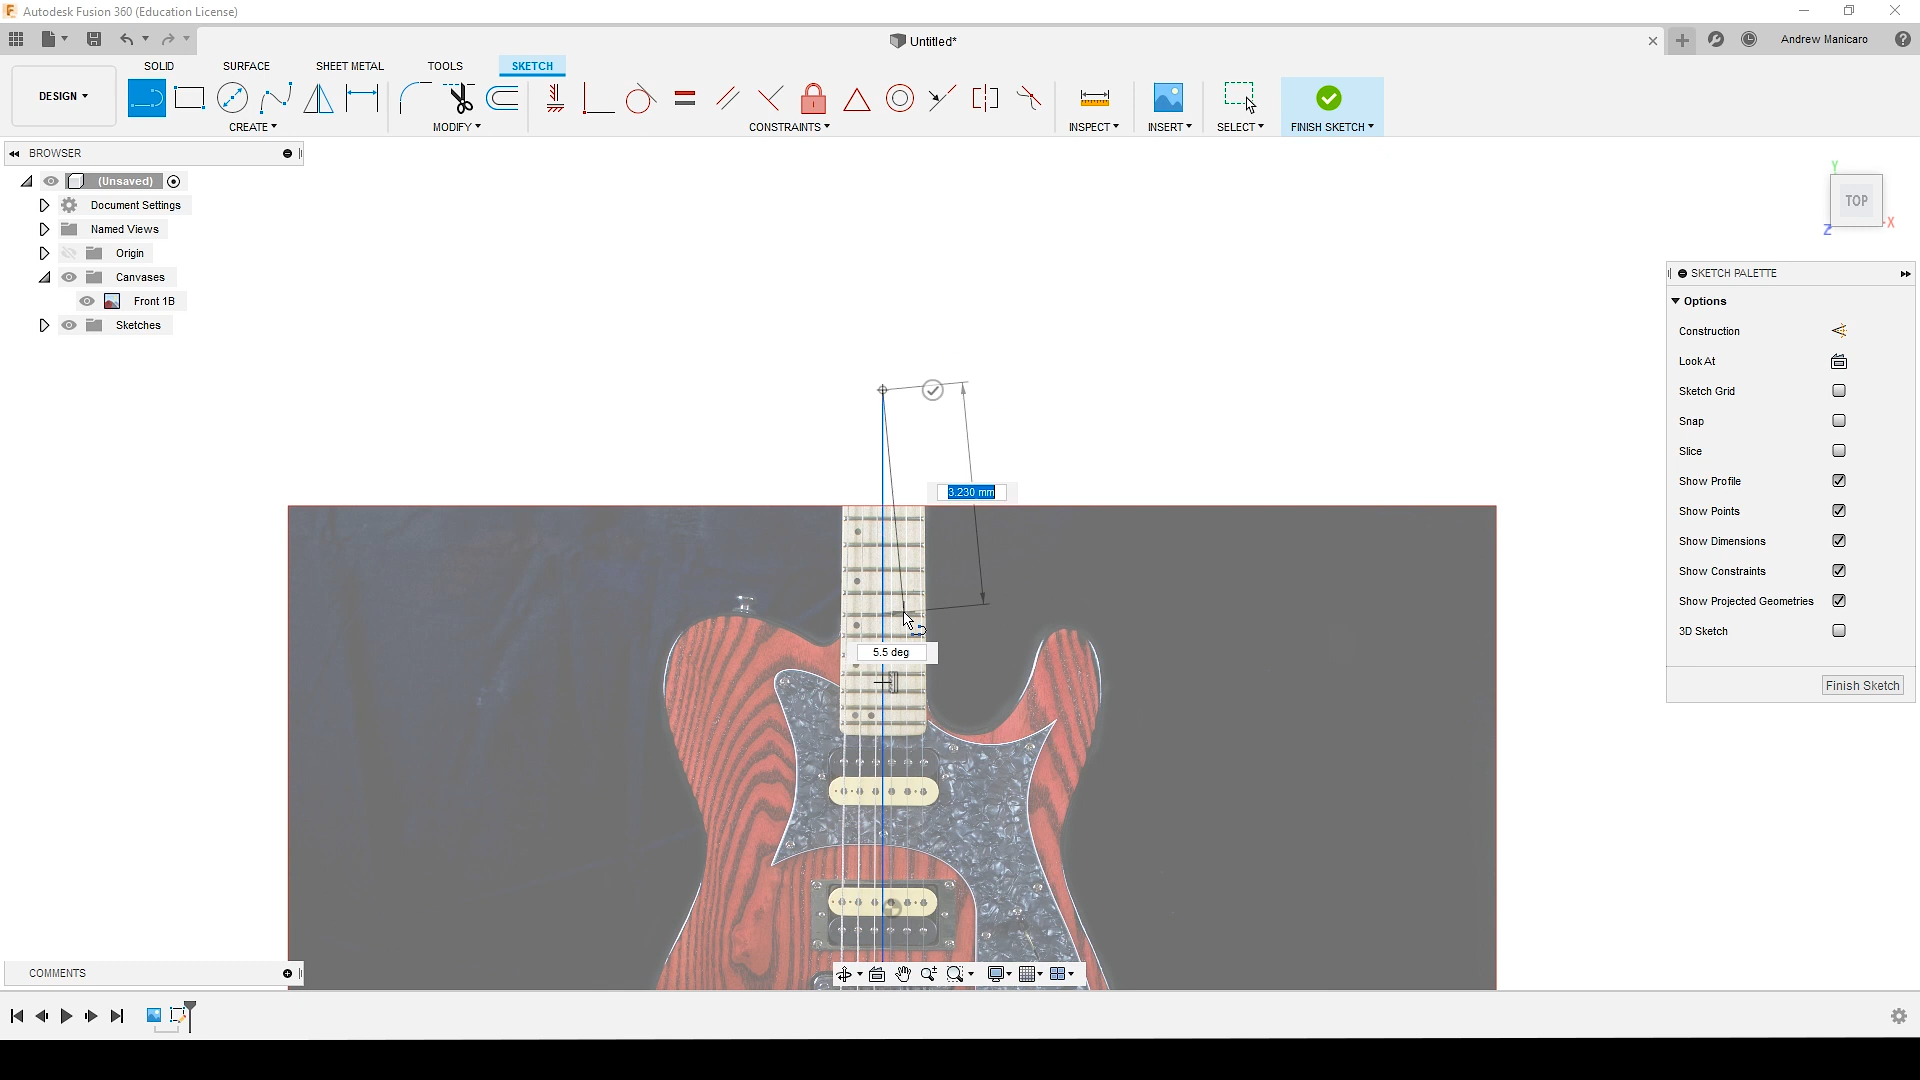 Autodesk Fusion 360 (Education License)
Untitled*
Andrew Manicaro
DESIGN
SOLID
SURFACE
SHEET METAL
TOOLS
SKETCH
CREATE
MODIFY
CONSTRAINTS
INSPECT
INSERT
SELECT
FINISH SKETCH
BROWSER
(Unsaved)
Document Settings
Named Views
Origin
Canvases
Front 1B
Sketches
Y
TOP
X
Z
SKETCH PALETTE
Options
Construction
Look At
Sketch Grid
Snap
Slice
Show Profile
Show Points
Show Dimensions
Show Constraints
Show Projected Geometries
3D Sketch
Finish Sketch
3.230 mm
5.5 deg
COMMENTS